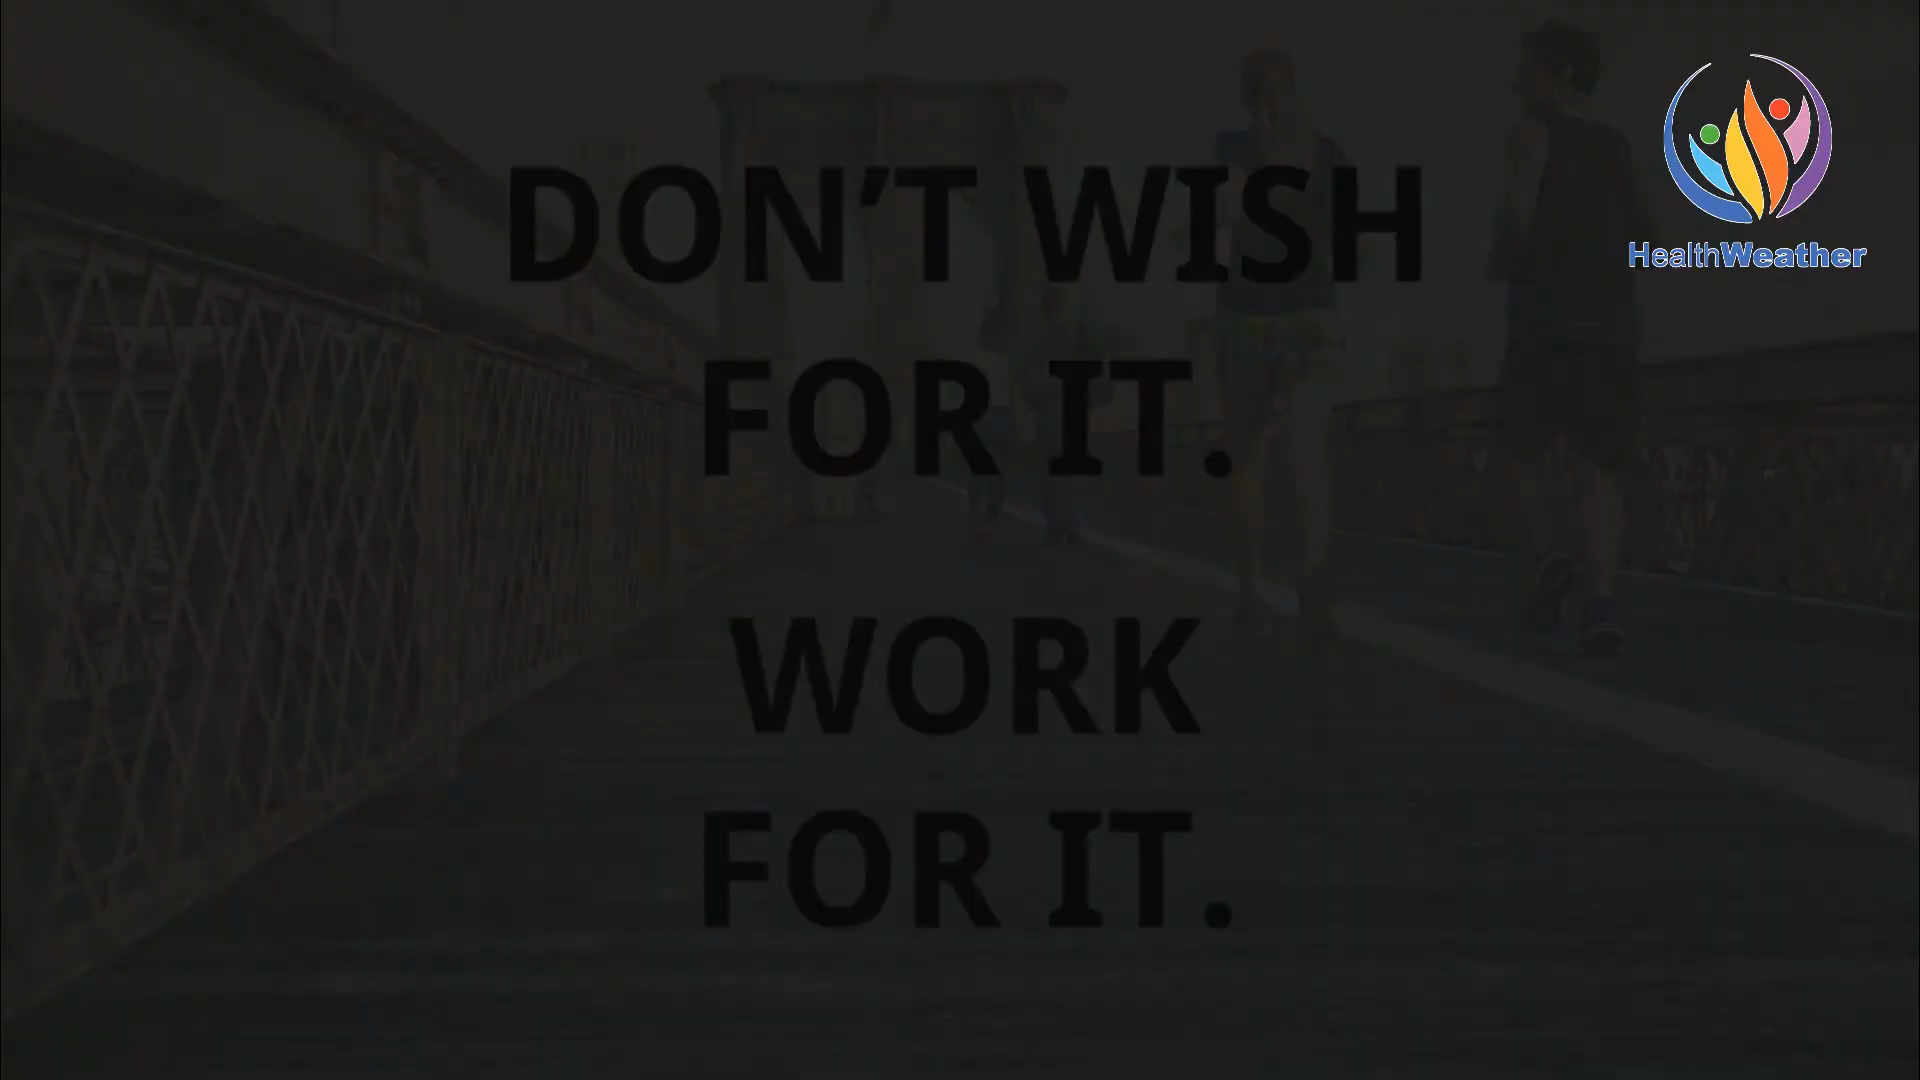 DON’T WISH
FOR IT.
WORK
FOR IT.
HealthWeather